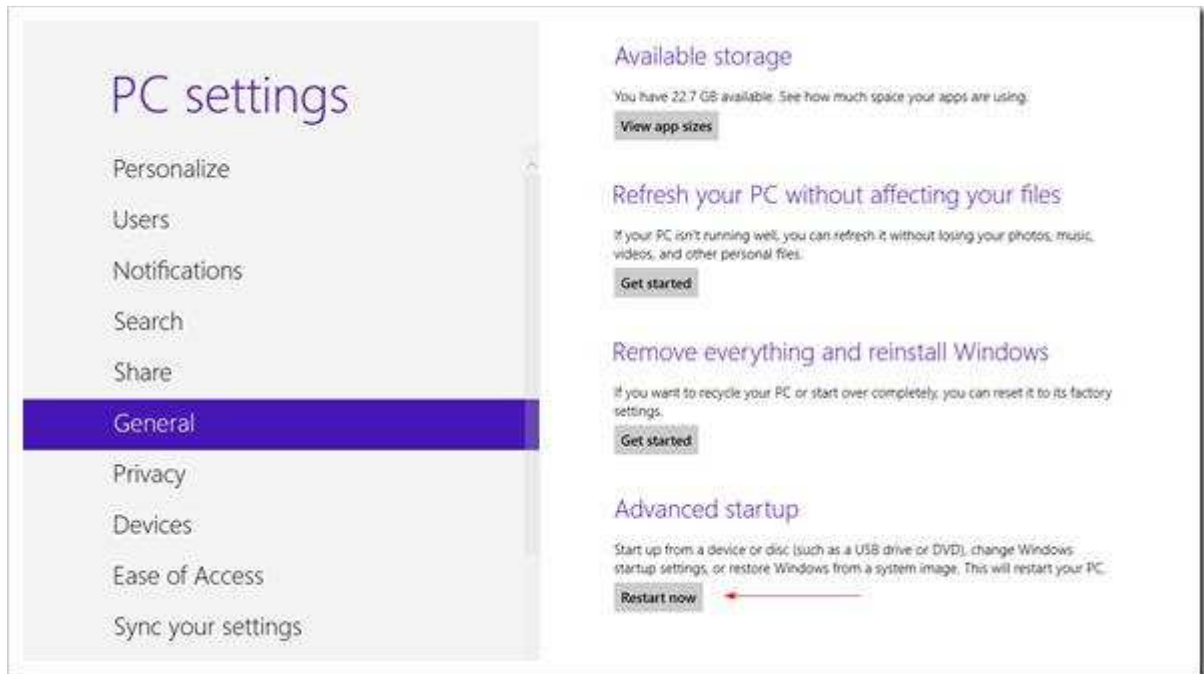 PC settings
Personalize
Users
Notifications
Search
Share
General
Privacy
Devices
Ease of Access
Sync your settings
Available storage
You have 22.7 GB available. See how much space your apps are using.
View app sizes
Refresh your PC without affecting your files
If your PC isn't running well, you can refresh it without losing your photos, music,
videos, and other personal files.
Get started
Remove everything and reinstall Windows
If you want to recycle your PC or start over completely, you can reset it to its factory
settings.
Get started
Advanced startup
Start up from a device or disc (such as a USB drive or DVD), change Windows
startup settings, or restore Windows from a system image. This will restart your PC.
Restart now